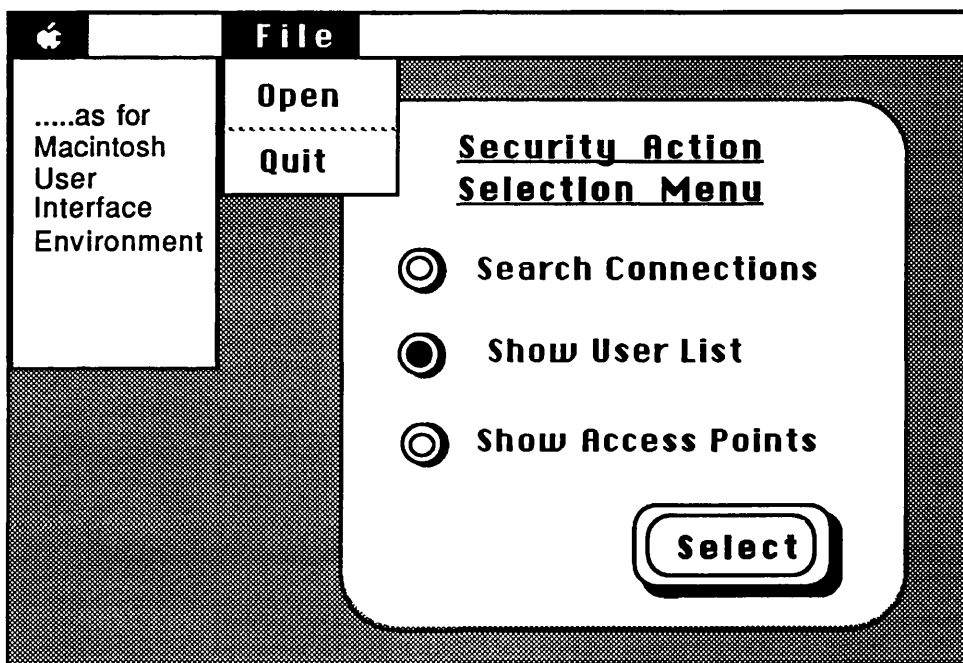 File
.....as for
Macintosh
User
Interface
Environment
Open
Quit
Security Action
Selection Menu
Search Connections
Show User List
Show Access Points
Select